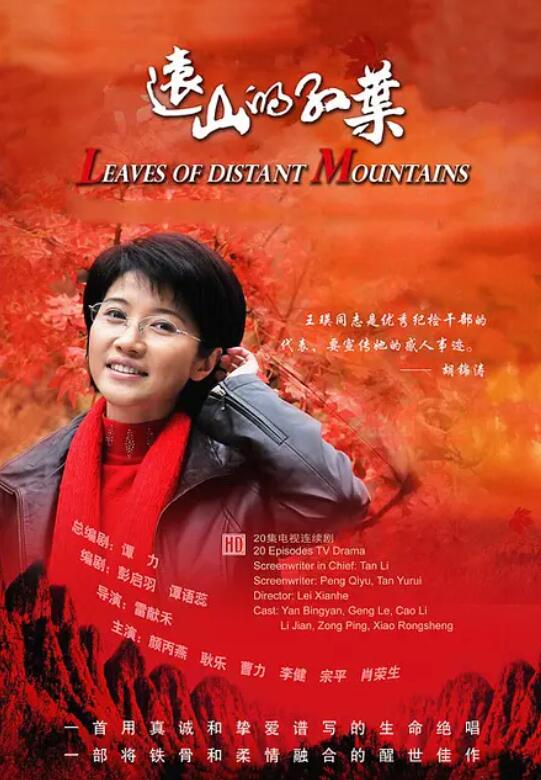 遠山的红葉
LEAVES OF DISTANT MOUNTAINS
王瑛同志是优秀纪检干部的
代表、要宣传她的感人事迹。
—— 胡锦涛
总编剧：谭 力
编剧：彭启羽 谭语蕊
导演：雷献禾
主演：颜丙燕 耿乐 曹力 李健 宗平 肖荣生
HD
20集电视连续剧
20 Episodes TV Drama
Screenwriter in Chief: Tan Li
Screenwriter: Peng Qiyu, Tan Yurui
Director: Lei Xianhe
Cast: Yan Bingyan, Geng Le, Cao Li
Li Jian, Zong Ping, Xiao Rongsheng
一首用真诚和挚爱谱写的生命绝唱
一部将铁骨和柔情融合的醒世佳作